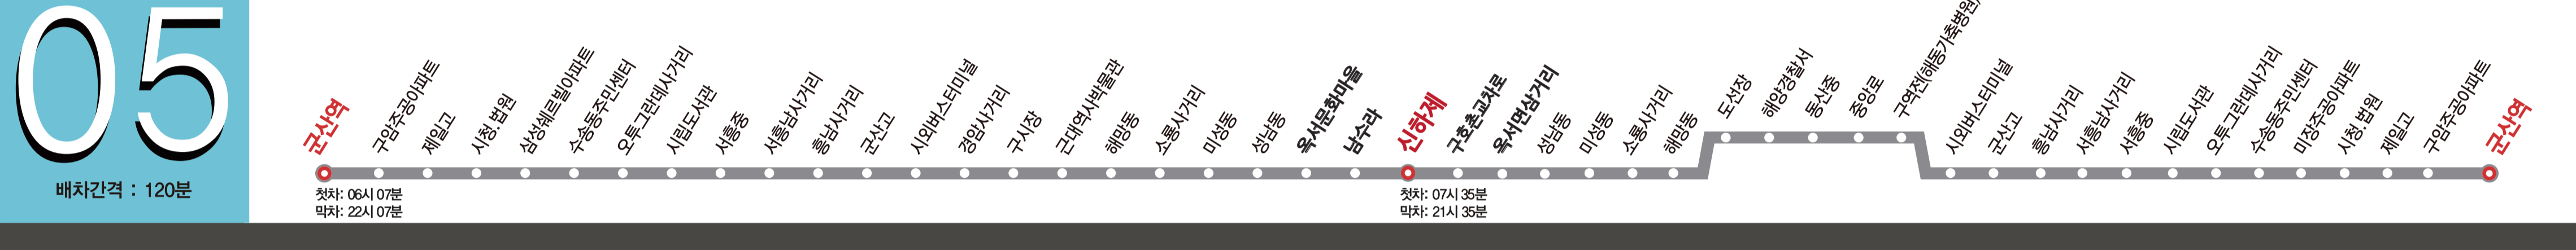 05
배차간격 : 120분
군산역
구암주공아파트
제일고
시청.법원
삼성쉐르빌아파트
수송동주민센터
오투그란데사거리
시립도서관
서흥중
서흥남사거리
흥남사거리
군산고
시외버스터미널
경암사거리
구시장
근대역사박물관
해망동
소룡사거리
미성동
성남동
옥서문화마을
남수라
신하제
구호촌교차로
옥서면삼거리
성남동
미성동
소룡사거리
해망동
도선장
해양경찰서
동신중
중앙로
구역전(해동가축병원)
시외버스터미널
군산고
흥남사거리
서흥남사거리
서흥중
시립도서관
오투그란데사거리
수송동주민센터
미장주공아파트
시청.법원
제일고
구암주공아파트
군산역
첫차: 06시 07분
막차: 22시 07분
첫차: 07시 35분
막차: 21시 35분